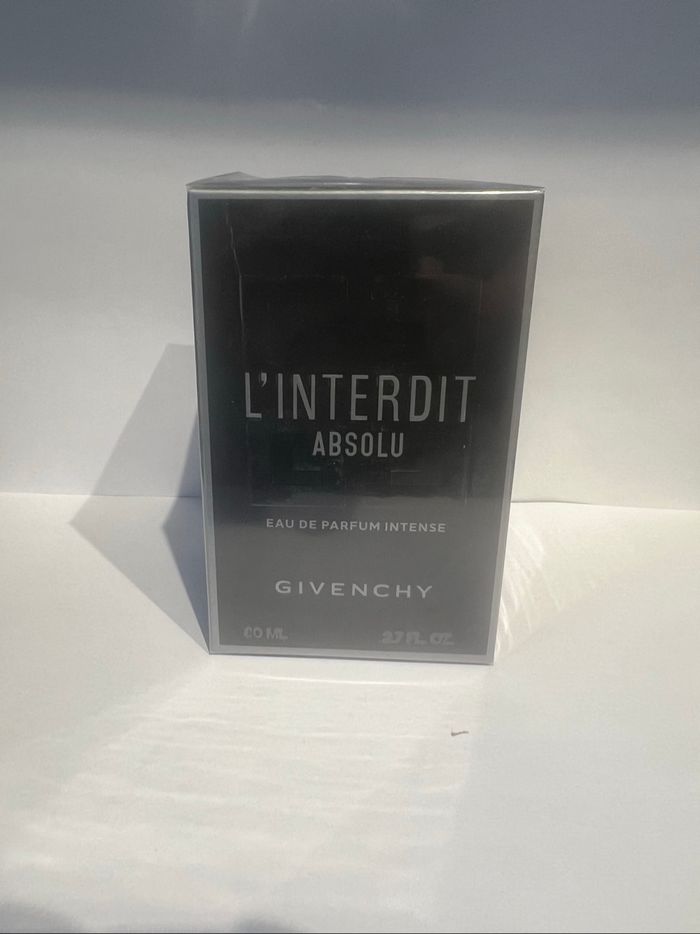 L'INTERDIT
ABSOLU
EAU DE PARFUM INTENSE
GIVENCHY
80 ML 2.7 FL. OZ.